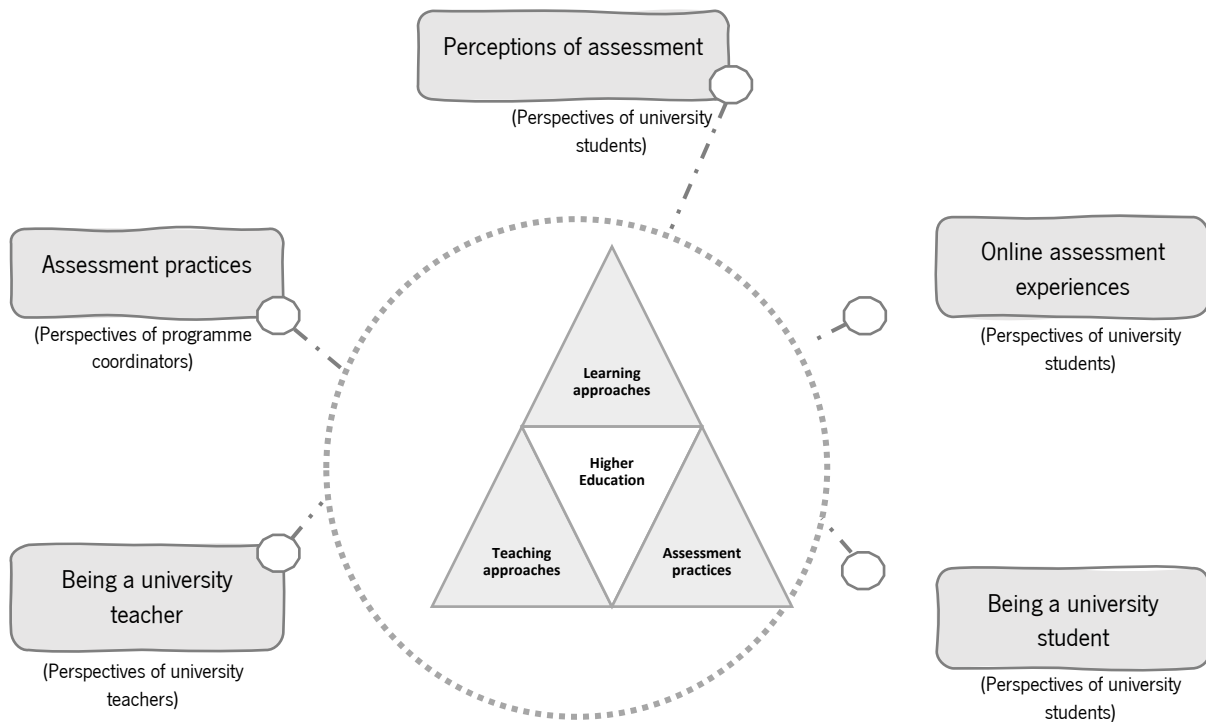 Perceptions of assessment
(Perspectives of university
students)
Assessment practices
(Perspectives of programme
coordinators)
Online assessment
experiences
(Perspectives of university
students)
Learning
approaches
Higher
Education
Teaching
approaches
Assessment
practices
Being a university
teacher
(Perspectives of university
teachers)
Being a university
student
(Perspectives of university
students)